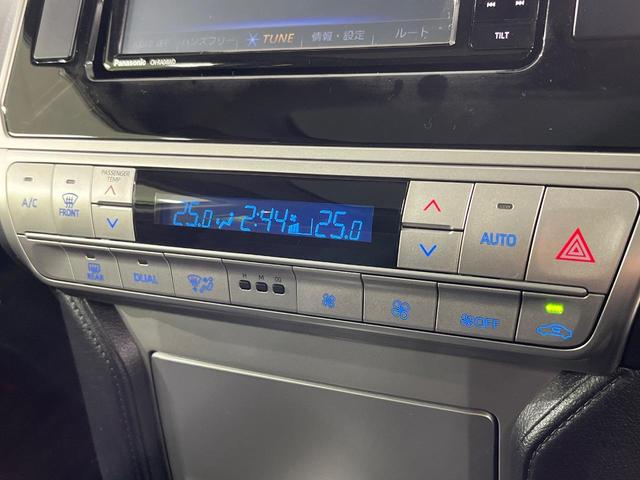 ハンズフリー TUNE 情報・設定 ルート
TILT
Panasonic
A/C FRONT PASSENGER TEMP
25.0 2:44 25.0
AUTO
REAR DUAL H M OFF